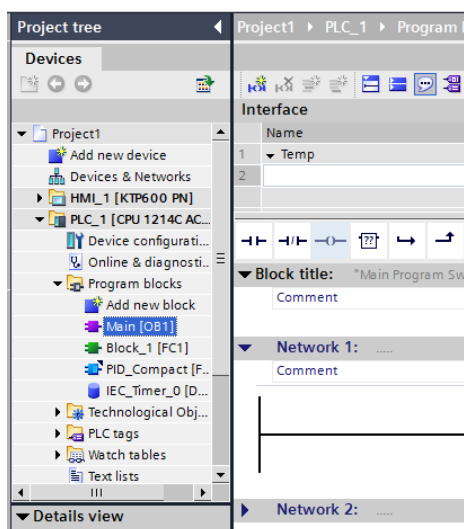 Project tree
Devices
Project1
Add new device
Devices & Networks
HMI_1 [KTP600 PN]
PLC_1 [CPU 1214C AC...
Device configurati...
Online & diagnosti..
Program blocks
Add new block
Main [OB1]
Block_1 [FC1]
PID_Compact [F..
IEC_Timer_0 [D...
Technological Obj...
PLC tags
Watch tables
Text lists
III
Details view
Project1 PLC_1 Program
Interface
Name
1 Temp
2
??
Block title: "Main Program Sw
Comment
Network 1: .....
Comment
Network 2: .....